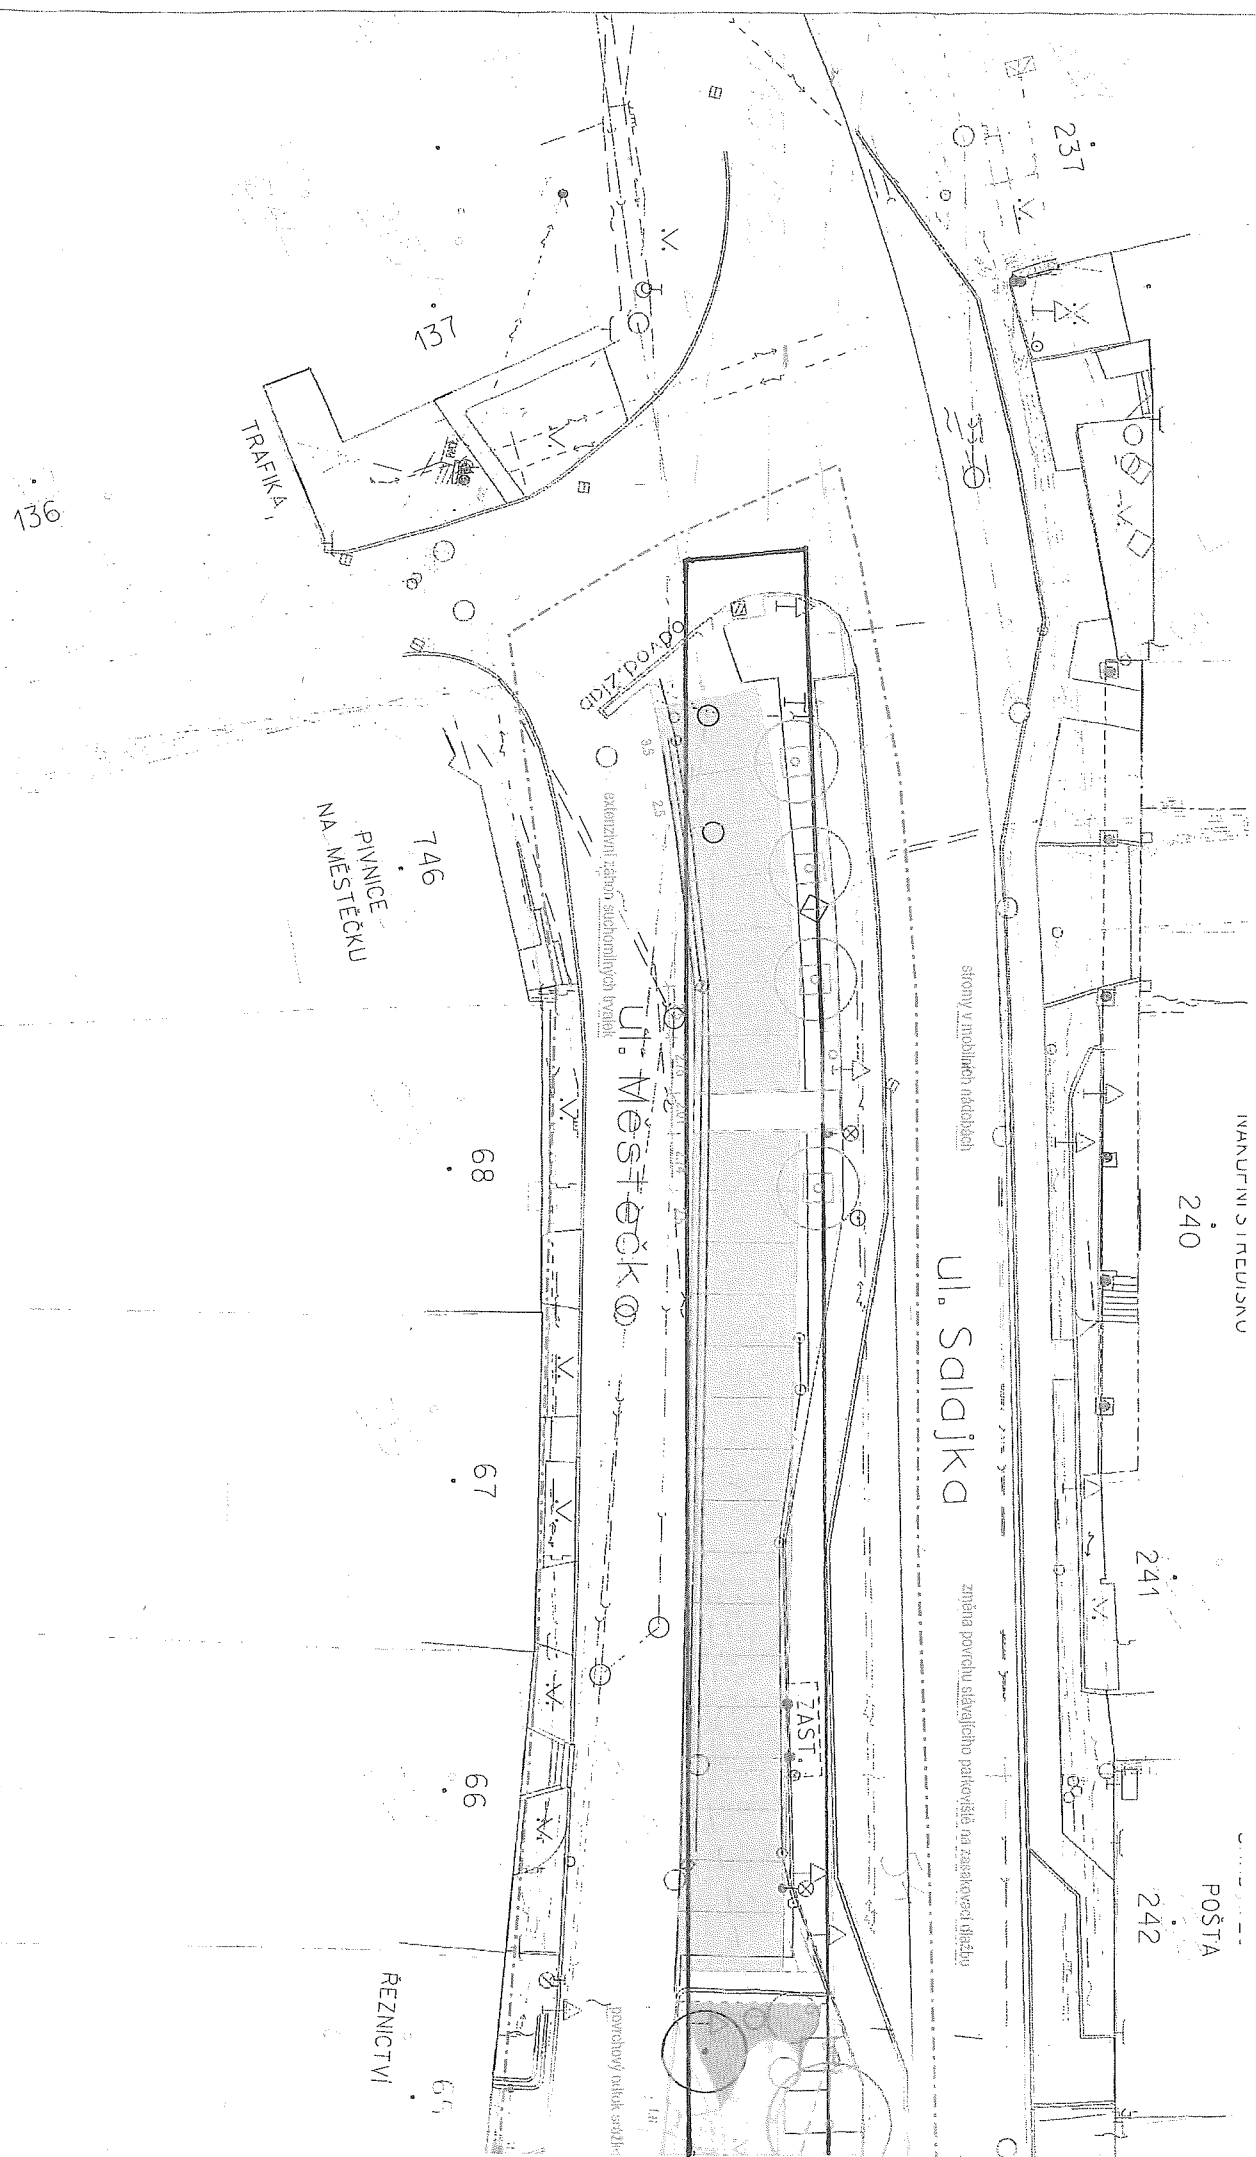 237
137
TRAFIKA
136
3.5
2.5
746
PIVNICE
NA MĚSTEČKU
extenzivní záhon suchomilných trvalek
ul. Městečko
stromy v mobilních nádobách
NÁKUPNÍ STŘEDISKO
240
68
ul. Salajka
67
241
změna povrchu stávajícího parkoviště na zasakovací dlažbu
ZAST.
66
242
POŠTA
ŘEZNICTVÍ
povrchový odtok